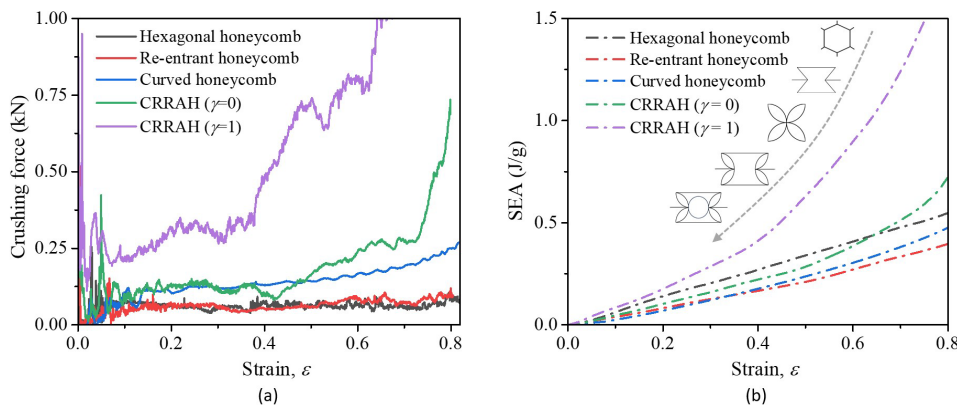 1.00
0.75
0.50
0.25
0.00
Crushing force (kN)
Hexagonal honeycomb
Re-entrant honeycomb
Curved honeycomb
CRRAH (γ=0)
CRRAH (γ=1)
0.0 0.2 0.4 0.6 0.8
Strain, ε
(a)
1.5
1.0
0.5
0.0
SEA (J/g)
Hexagonal honeycomb
Re-entrant honeycomb
Curved honeycomb
CRRAH (γ = 0)
CRRAH (γ = 1)
0.0 0.2 0.4 0.6 0.8
Strain, ε
(b)